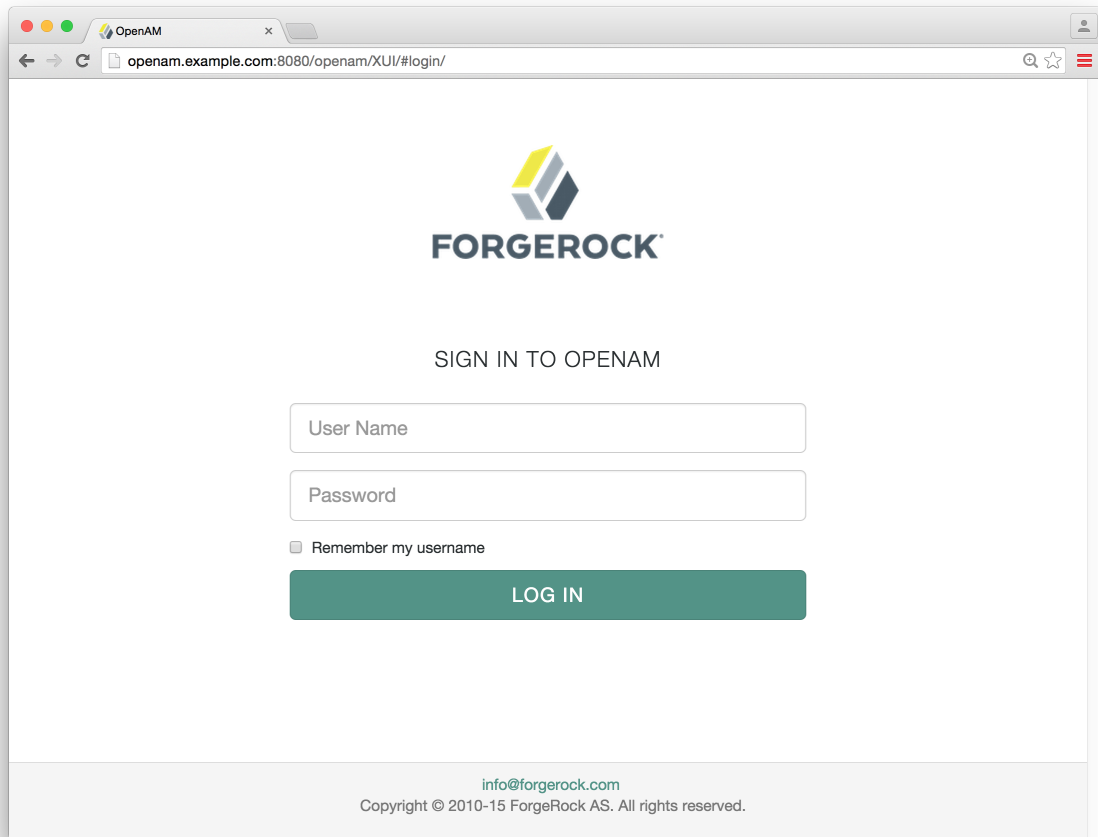 OpenAM
openam.example.com:8080/openam/XUI/#login/
FORGEROCK
SIGN IN TO OPENAM
User Name
Password
Remember my username
LOG IN
info@forgerock.com
Copyright © 2010-15 ForgeRock AS. All rights reserved.